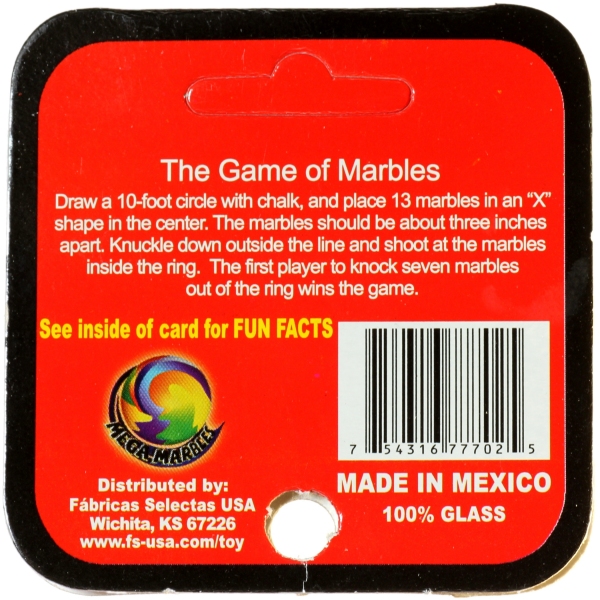 The Game of Marbles
Draw a 10-foot circle with chalk, and place 13 marbles in an “X”
shape in the center. The marbles should be about three inches
apart. Knuckle down outside the line and shoot at the marbles
inside the ring.  The first player to knock seven marbles
out of the ring wins the game.
See inside of card for FUN FACTS
MEGA-MARBLES
7 54316 77702 5
Distributed by:
Fábricas Selectas USA
Wichita, KS 67226
www.fs-usa.com/toy
MADE IN MEXICO
100% GLASS